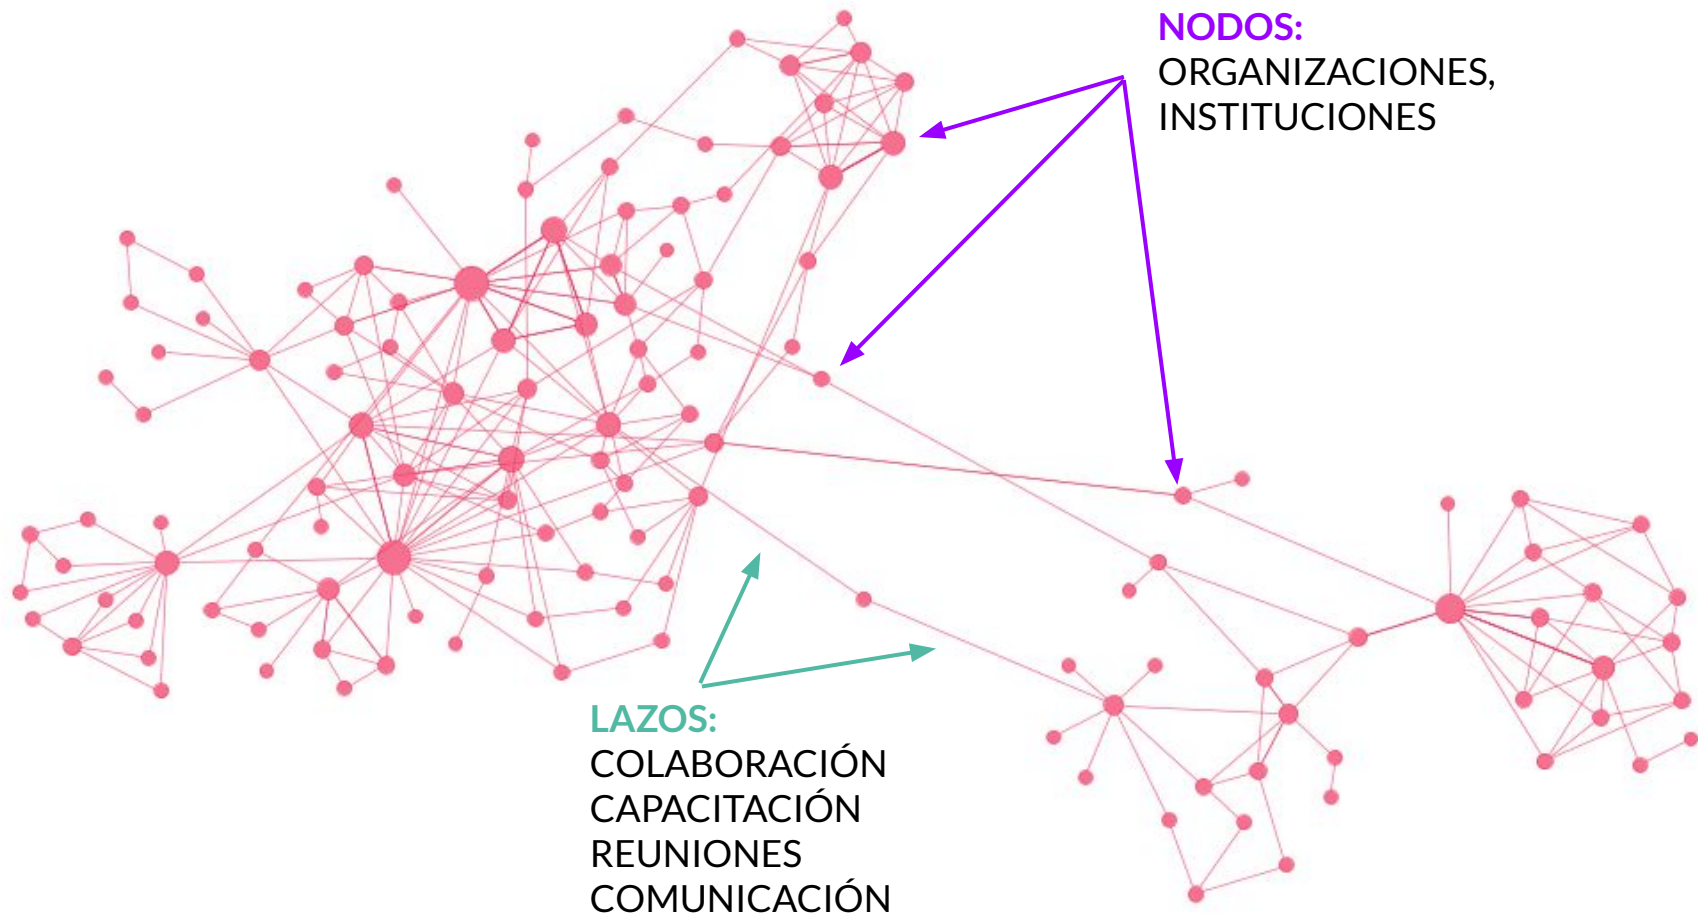 NODOS:
ORGANIZACIONES,
INSTITUCIONES
LAZOS:
COLABORACIÓN
CAPACITACIÓN
REUNIONES
COMUNICACIÓN